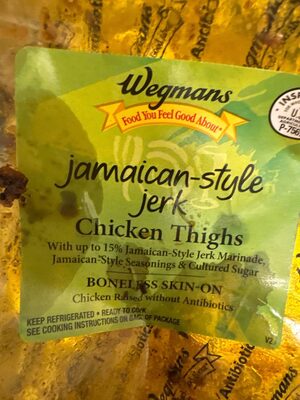 Wegmans
Food You Feel Good About
jamaican-style
jerk
Chicken Thighs
With up to 15% Jamaican-Style Jerk Marinade,
Jamaican-Style Seasonings & Cultured Sugar
BONELESS SKIN-ON
Chicken Raised without Antibiotics
KEEP REFRIGERATED • READY TO COOK
SEE COOKING INSTRUCTIONS ON BACK OF PACKAGE
V2
Wegmans